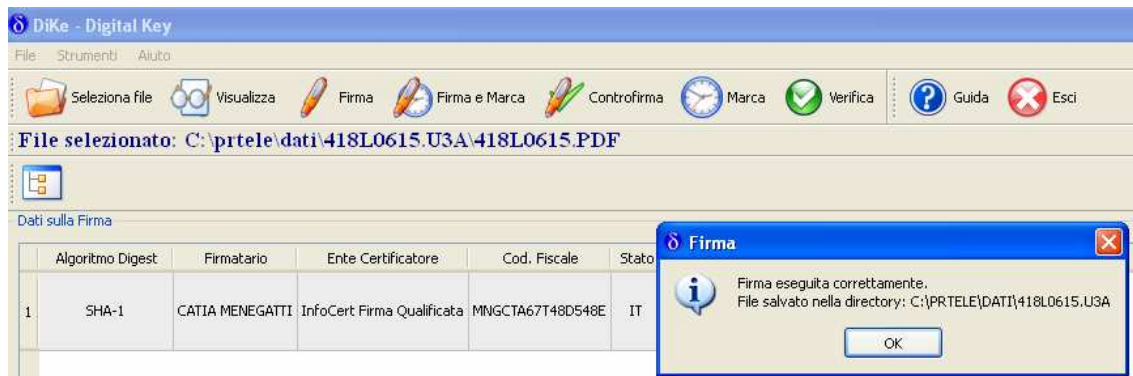 DiKe - Digital Key
File Strumenti Aiuto
Seleziona file Visualizza Firma Firma e Marca Controfirma Marca Verifica Guida Esci
File selezionato: C:\prtele\dati\418L0615.U3A\418L0615.PDF
Dati sulla Firma
Algoritmo Digest Firmatario Ente Certificatore Cod. Fiscale Stato
1 SHA-1 CATIA MENEGATTI InfoCert Firma Qualificata MNGCTA67T48D548E IT
Firma
Firma eseguita correttamente.
File salvato nella directory: C:\PRTELE\DATI\418L0615.U3A
OK